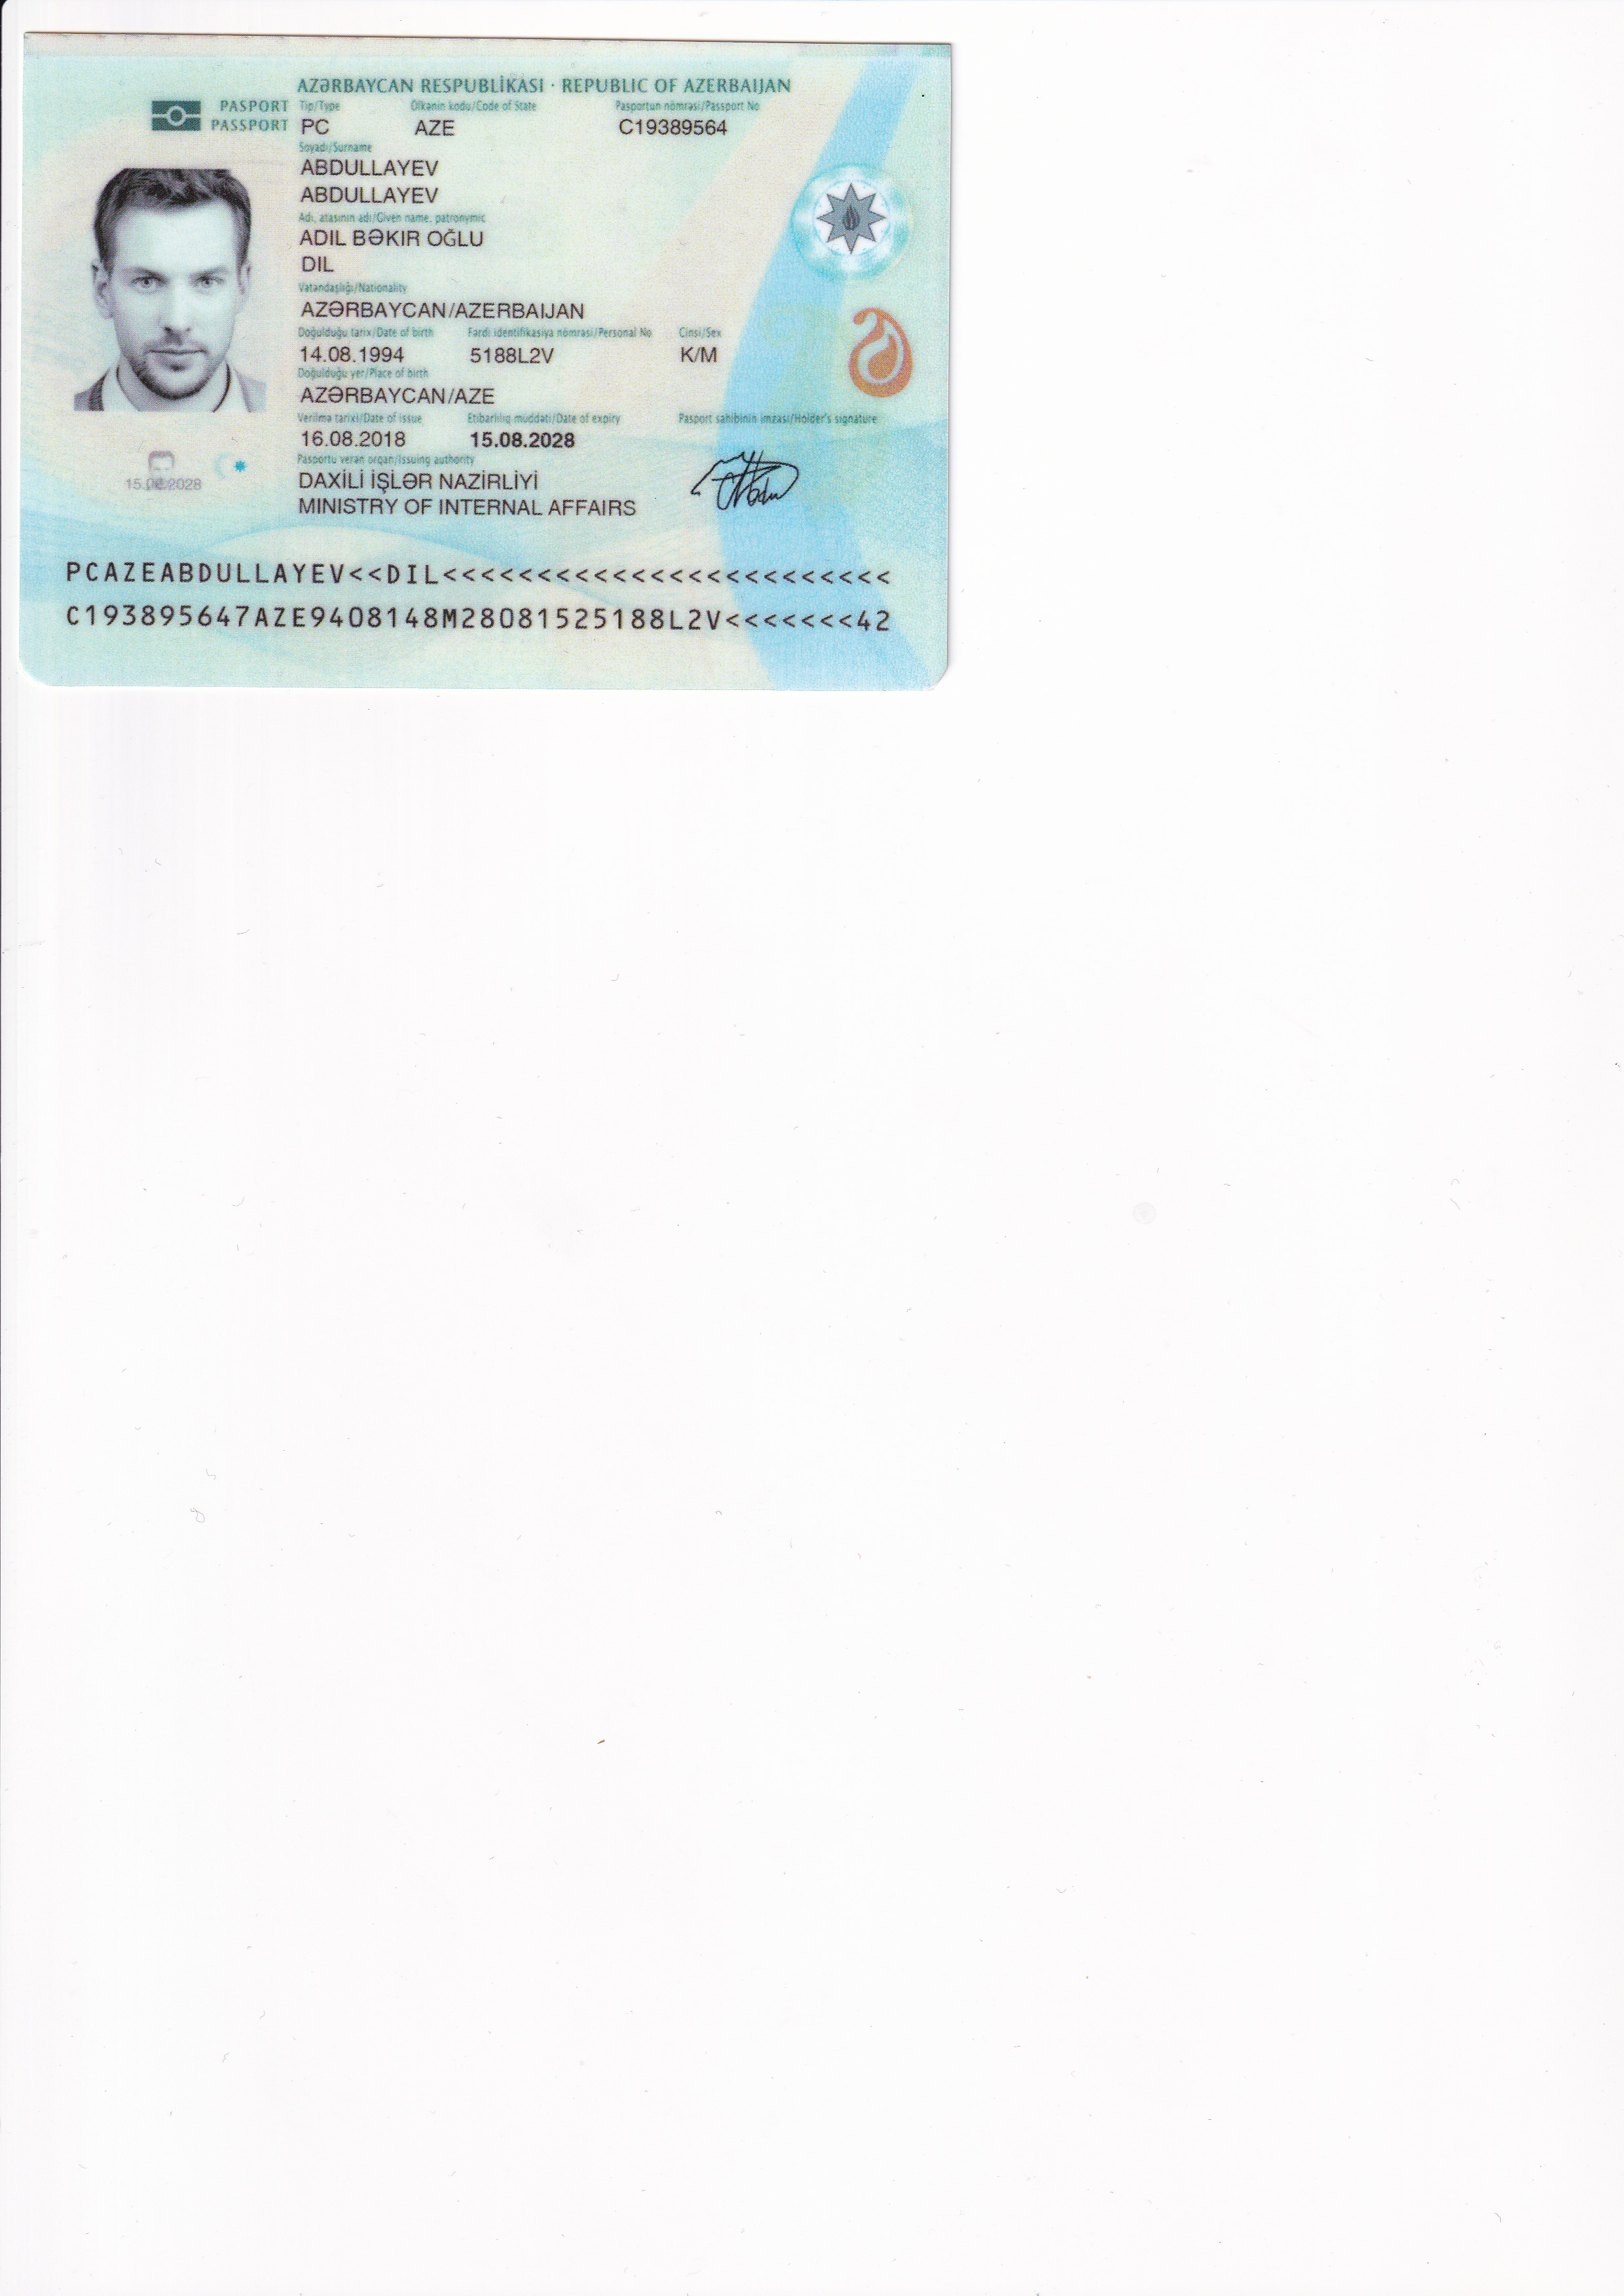 AZƏRBAYCAN RESPUBLİKASI · REPUBLIC OF AZERBAIJAN
PASPORT
PASSPORT
Tip/Type Ölkənin kodu/Code of State Pasportun nömrəsi/Passport No
PC AZE C19389564
Soyadı/Surname
ABDULLAYEV
ABDULLAYEV
Adı, atasının adı/Given name, patronymic
ADIL BƏKIR OĞLU
DIL
Vətəndaşlığı/Nationality
AZƏRBAYCAN/AZERBAIJAN
Doğulduğu tarix/Date of birth Fərdi identifikasiya nömrəsi/Personal No Cinsi/Sex
14.08.1994 5188L2V K/M
Doğulduğu yer/Place of birth
AZƏRBAYCAN/AZE
Verilmə tarixi/Date of issue Etibarlılıq müddəti/Date of expiry Pasport sahibinin imzası/Holder's signature
16.08.2018 15.08.2028
Pasportu verən orqan/Issuing authority
DAXİLİ İŞLƏR NAZİRLİYİ
MINISTRY OF INTERNAL AFFAIRS
PCAZEABDULLAYEV<<DIL<<<<<<<<<<<<<<<<<<<<<<<<
C193895647AZE9408148M28081525188L2V<<<<<<<42